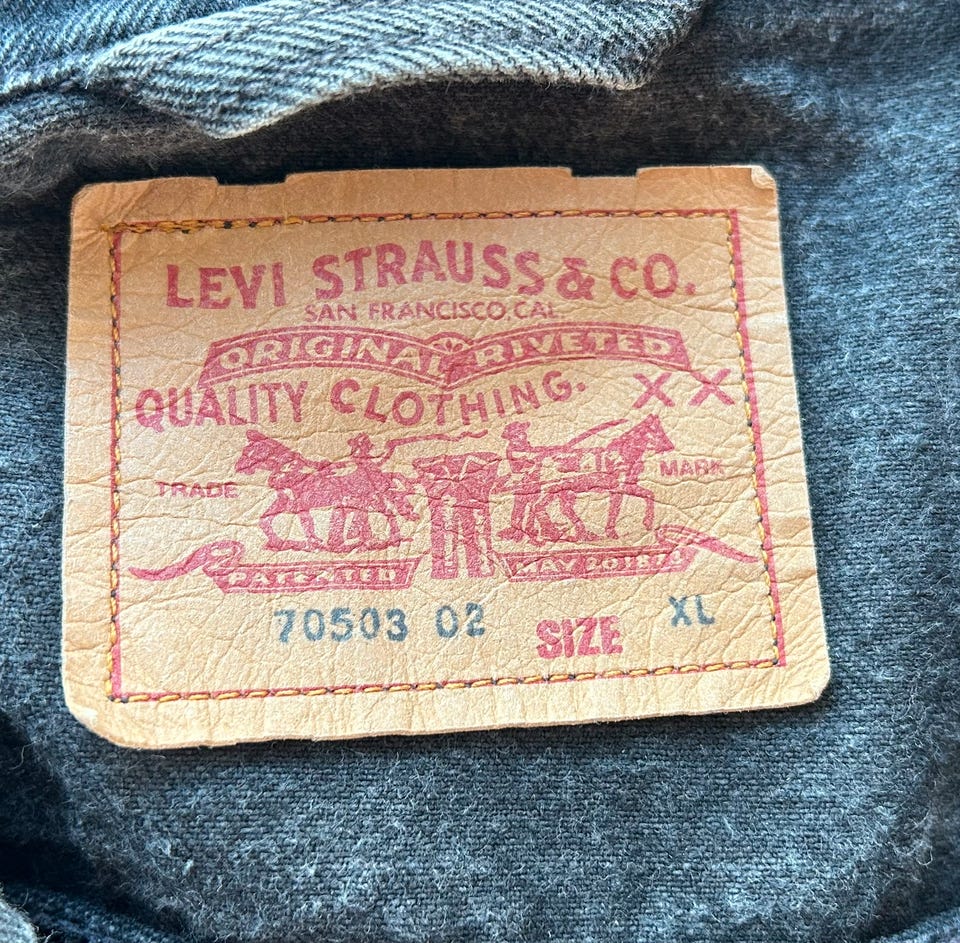 LEVI STRAUSS & CO.
SAN FRANCISCO, CAL.
ORIGINAL RIVETED
QUALITY CLOTHING. XX
TRADE MARK
PATENTED MAY 20 1873
70503 02 SIZE XL